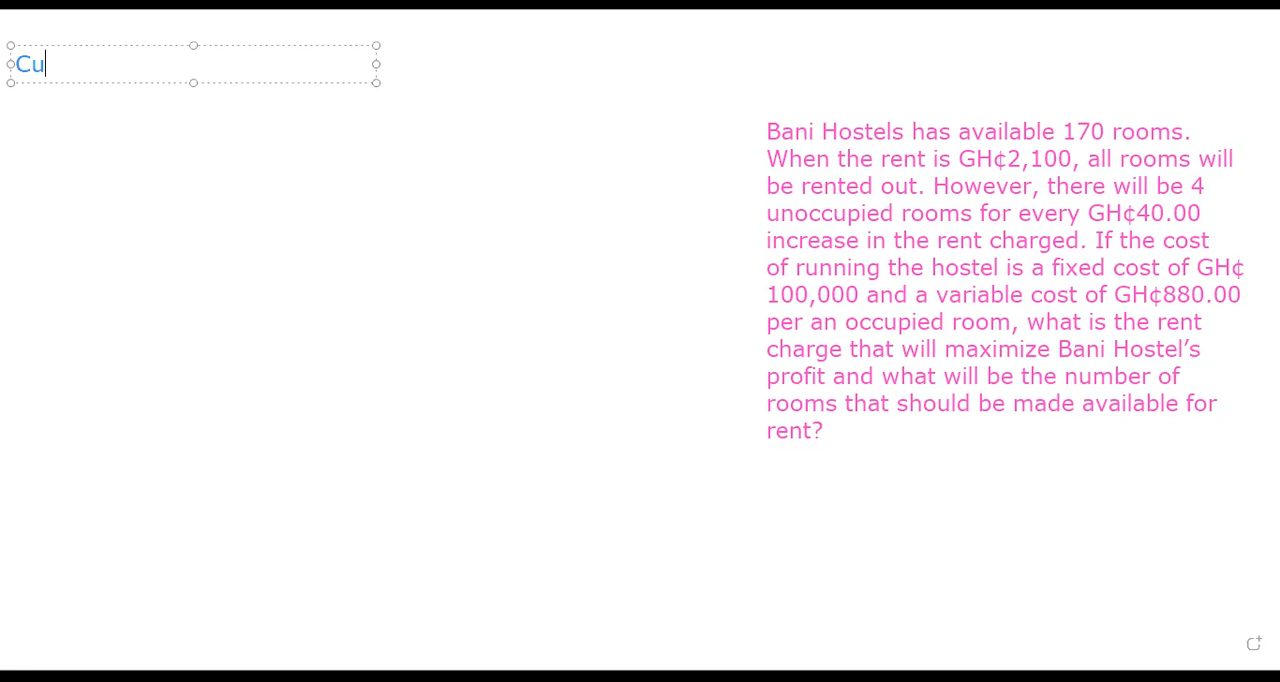 Cu
Bani Hostels has available 170 rooms.
When the rent is GH¢2,100, all rooms will
be rented out. However, there will be 4
unoccupied rooms for every GH¢40.00
increase in the rent charged. If the cost
of running the hostel is a fixed cost of GH¢
100,000 and a variable cost of GH¢880.00
per an occupied room, what is the rent
charge that will maximize Bani Hostel’s
profit and what will be the number of
rooms that should be made available for
rent?